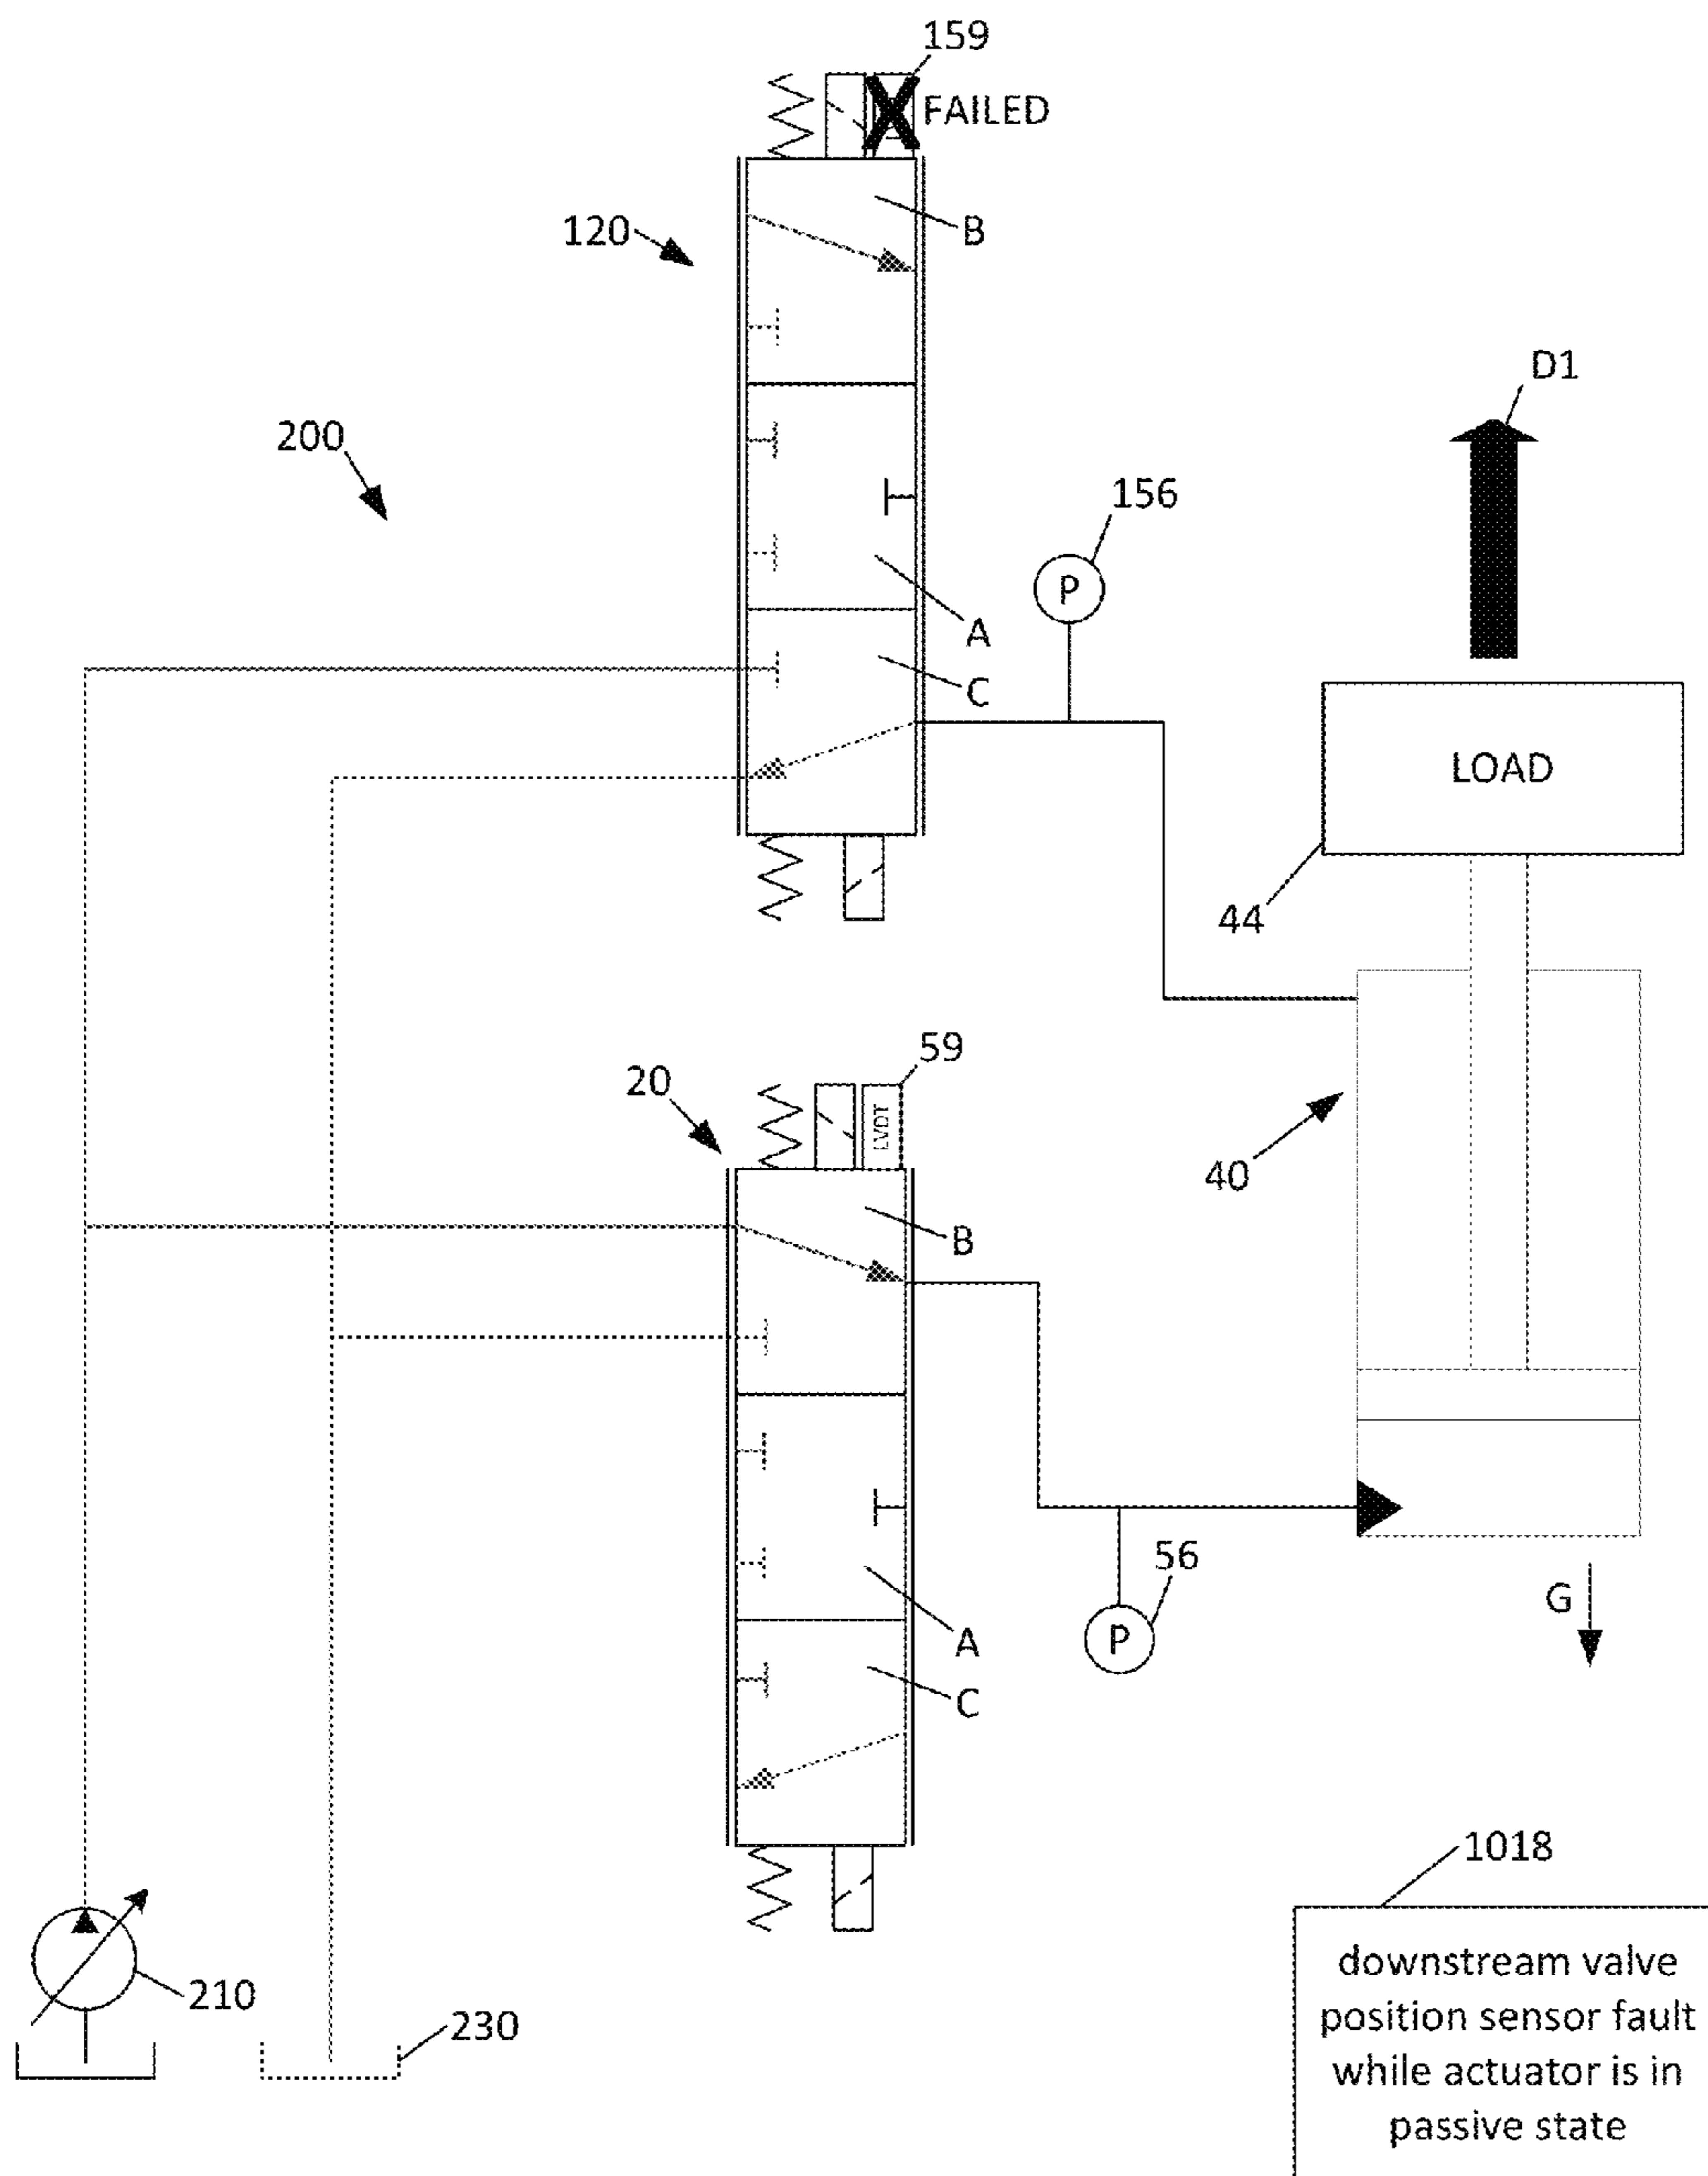 159
FAILED
B
120
D1
200
156
P
A
C
LOAD
44
59
20
LVDT
40
B
56
G
A
P
C
1018
210
230
downstream valve
position sensor fault
while actuator is in
passive state